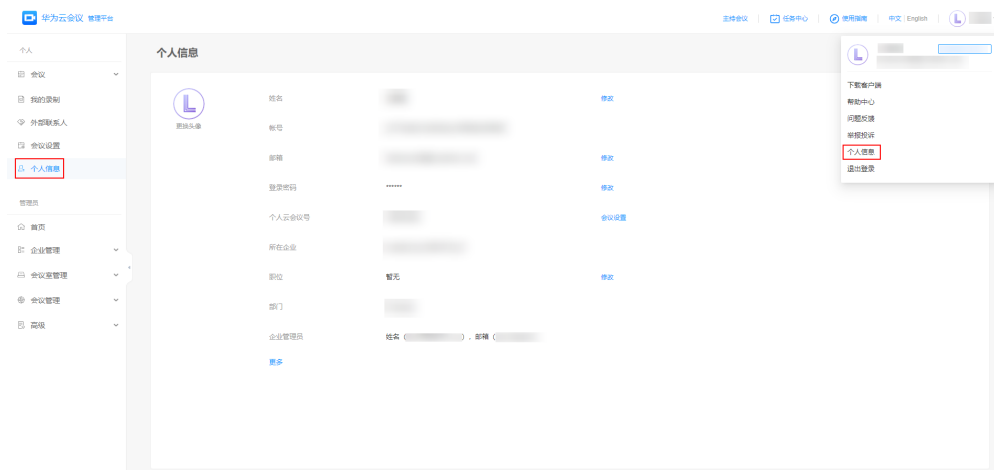 华为云会议 管理平台
主持会议 任务中心 使用指南 中文 : English L
个人
会议
我的录制
外部联系人
会议设置
个人信息
管理员
首页
企业管理
会议室管理
会议管理
高级
个人信息
L
更换头像
姓名 修改
帐号
邮箱 修改
登录密码 ****** 修改
个人云会议号 会议设置
所在企业
职位 暂无 修改
部门
企业管理员 姓名 ( ) , 邮箱 (
更多
L
下载客户端
帮助中心
问题反馈
举报投诉
个人信息
退出登录